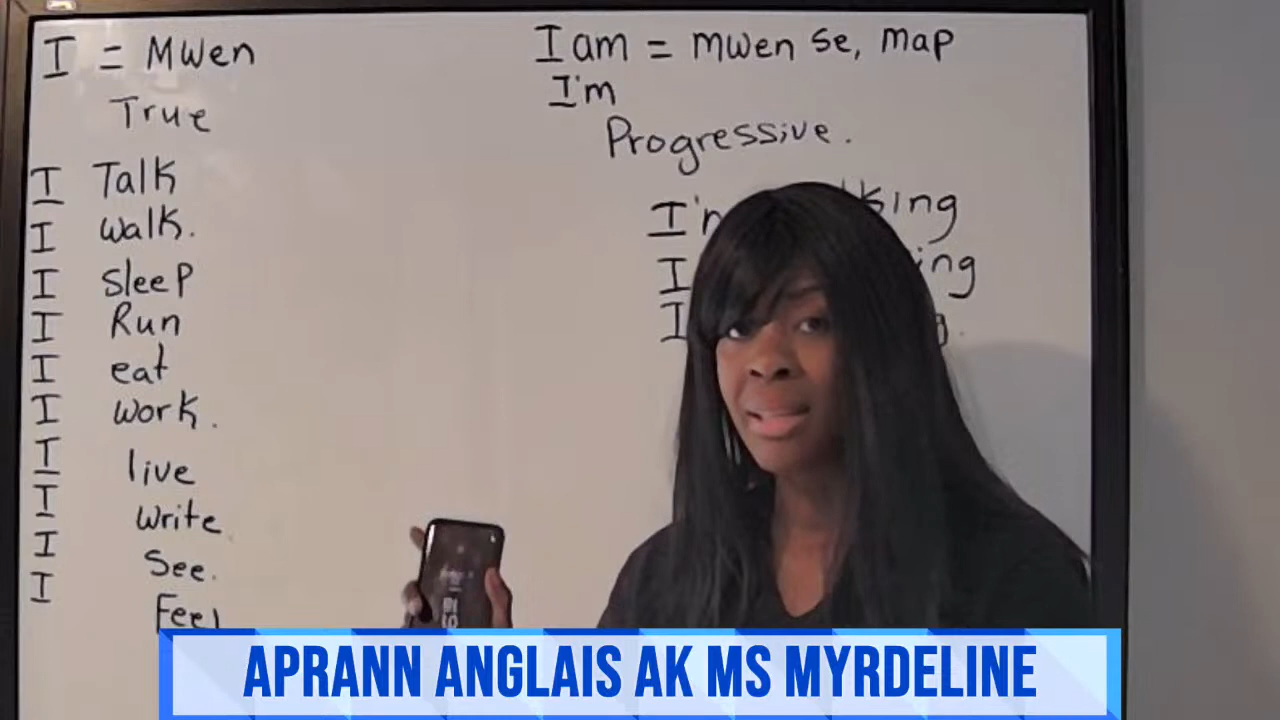 I = Mwen
True
I Talk
I walk.
I sleep
I Run
I eat
I work.
I live
I write.
I see.
I Feel
I am = mwen se, map
I'm
Progressive.
APRANN ANGLAIS AK MS MYRDELINE